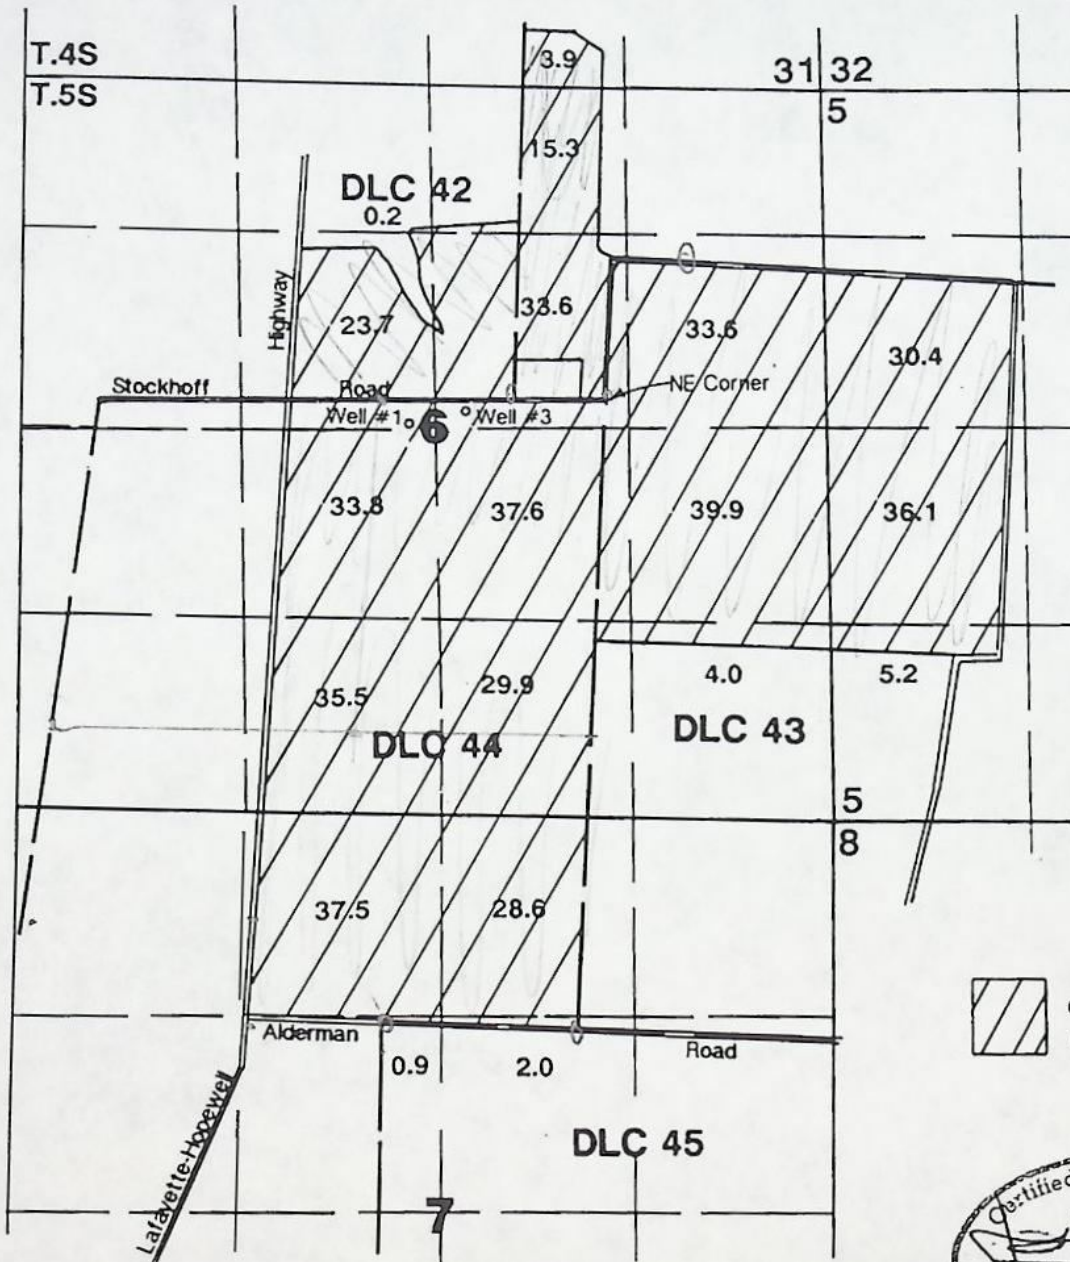 T.4S
T.5S
3.9
31 32
5
15.3
DLC 42
0.2
Highway
23.7
33.6
33.6
30.4
Stockhoff Road
NE Corner
Well #1
6
Well #3
33.8
37.6
39.9
36.1
35.5
29.9
4.0
5.2
DLC 44
DLC 43
5
8
37.5
28.6
Alderman Road
0.9
2.0
Lafayette-Hopewell
DLC 45
7
Certified